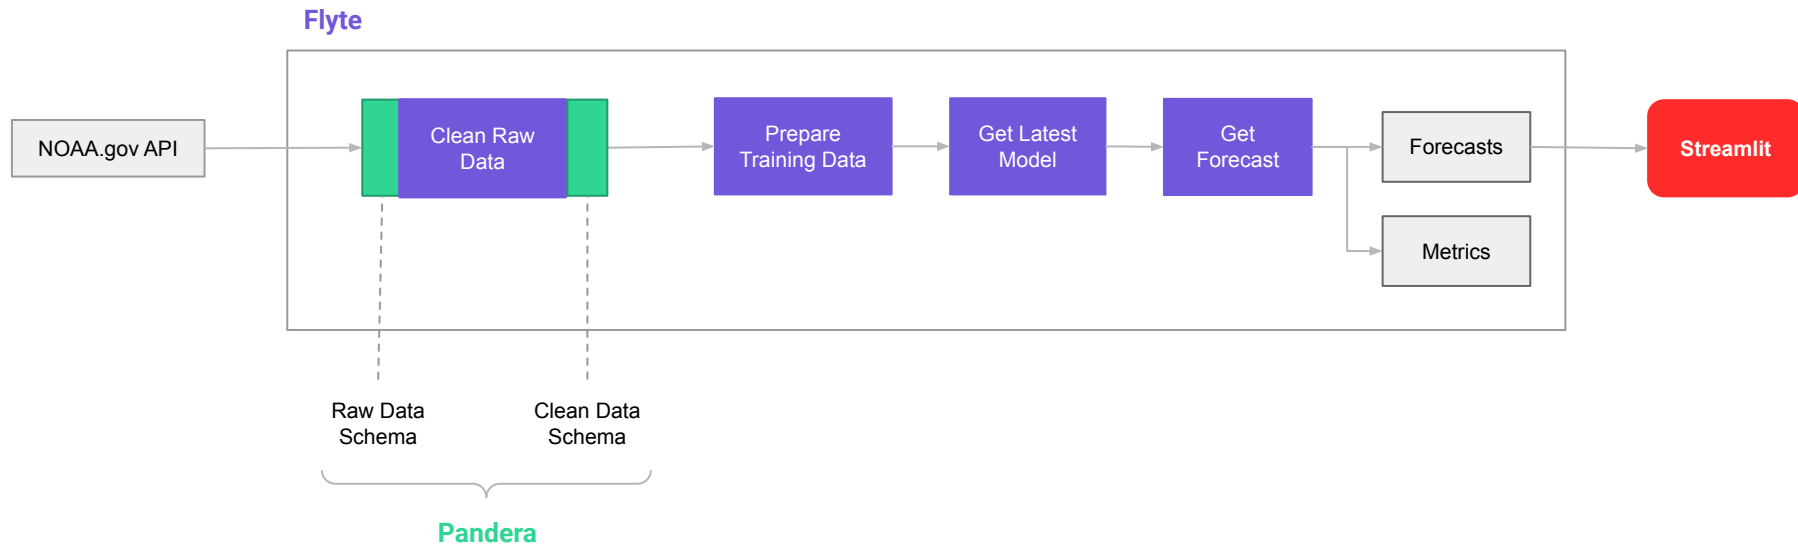 Flyte
NOAA.gov API
Clean Raw
Data
Prepare
Training Data
Get Latest
Model
Get
Forecast
Forecasts
Streamlit
Metrics
Raw Data
Schema
Clean Data
Schema
Pandera